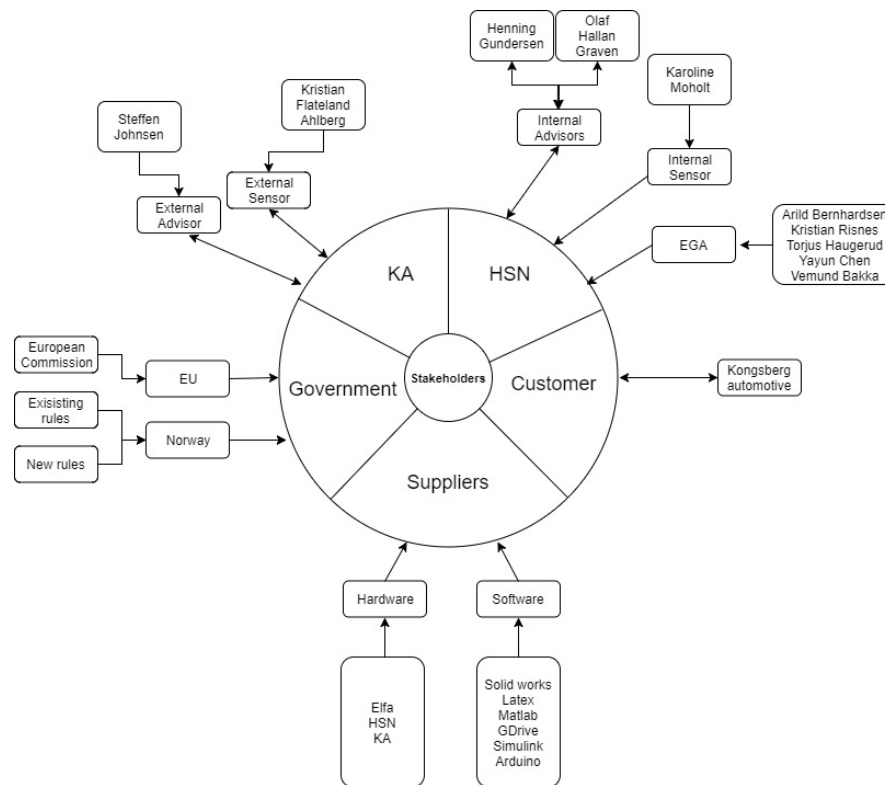 Henning
Gundersen
Olaf
Hallan
Graven
Karoline
Moholt
Kristian
Flateland
Ahlberg
Steffen
Johnsen
Internal
Advisors
Internal
Sensor
External
Sensor
External
Advisor
Arild Bernhardsen
Kristian Risnes
Torjus Haugerud
Yayun Chen
Vemund Bakka
EGA
KA
HSN
European
Commission
EU
Government
Stakeholders
Customer
Kongsberg
automotive
Exisisting
rules
Norway
New rules
Suppliers
Hardware
Software
Elfa
HSN
KA
Solid works
Latex
Matlab
GDrive
Simulink
Arduino